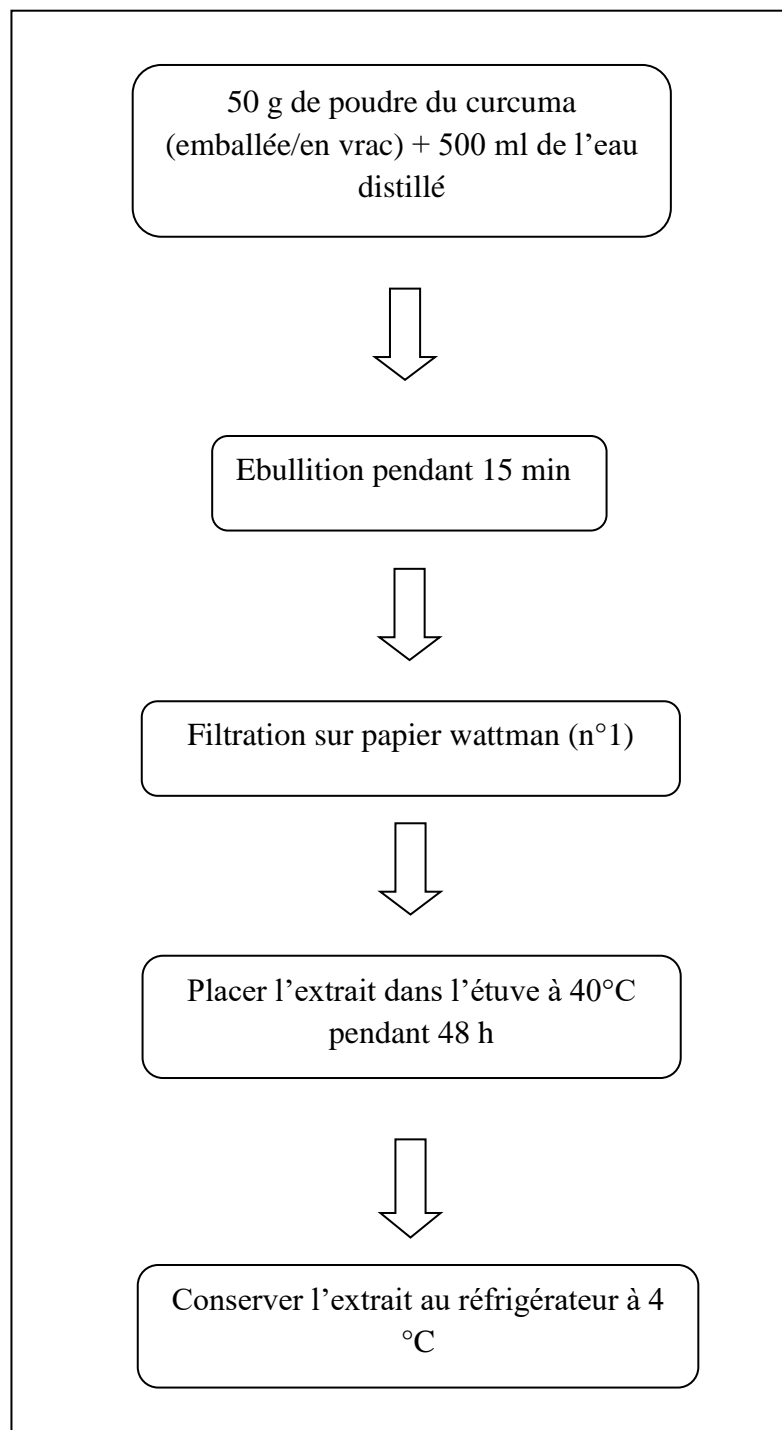 50 g de poudre du curcuma
(emballée/en vrac) + 500 ml de l’eau
distillé
Ebullition pendant 15 min
Filtration sur papier wattman (n°1)
Placer l’extrait dans l’étuve à 40°C
pendant 48 h
Conserver l’extrait au réfrigérateur à 4
°C